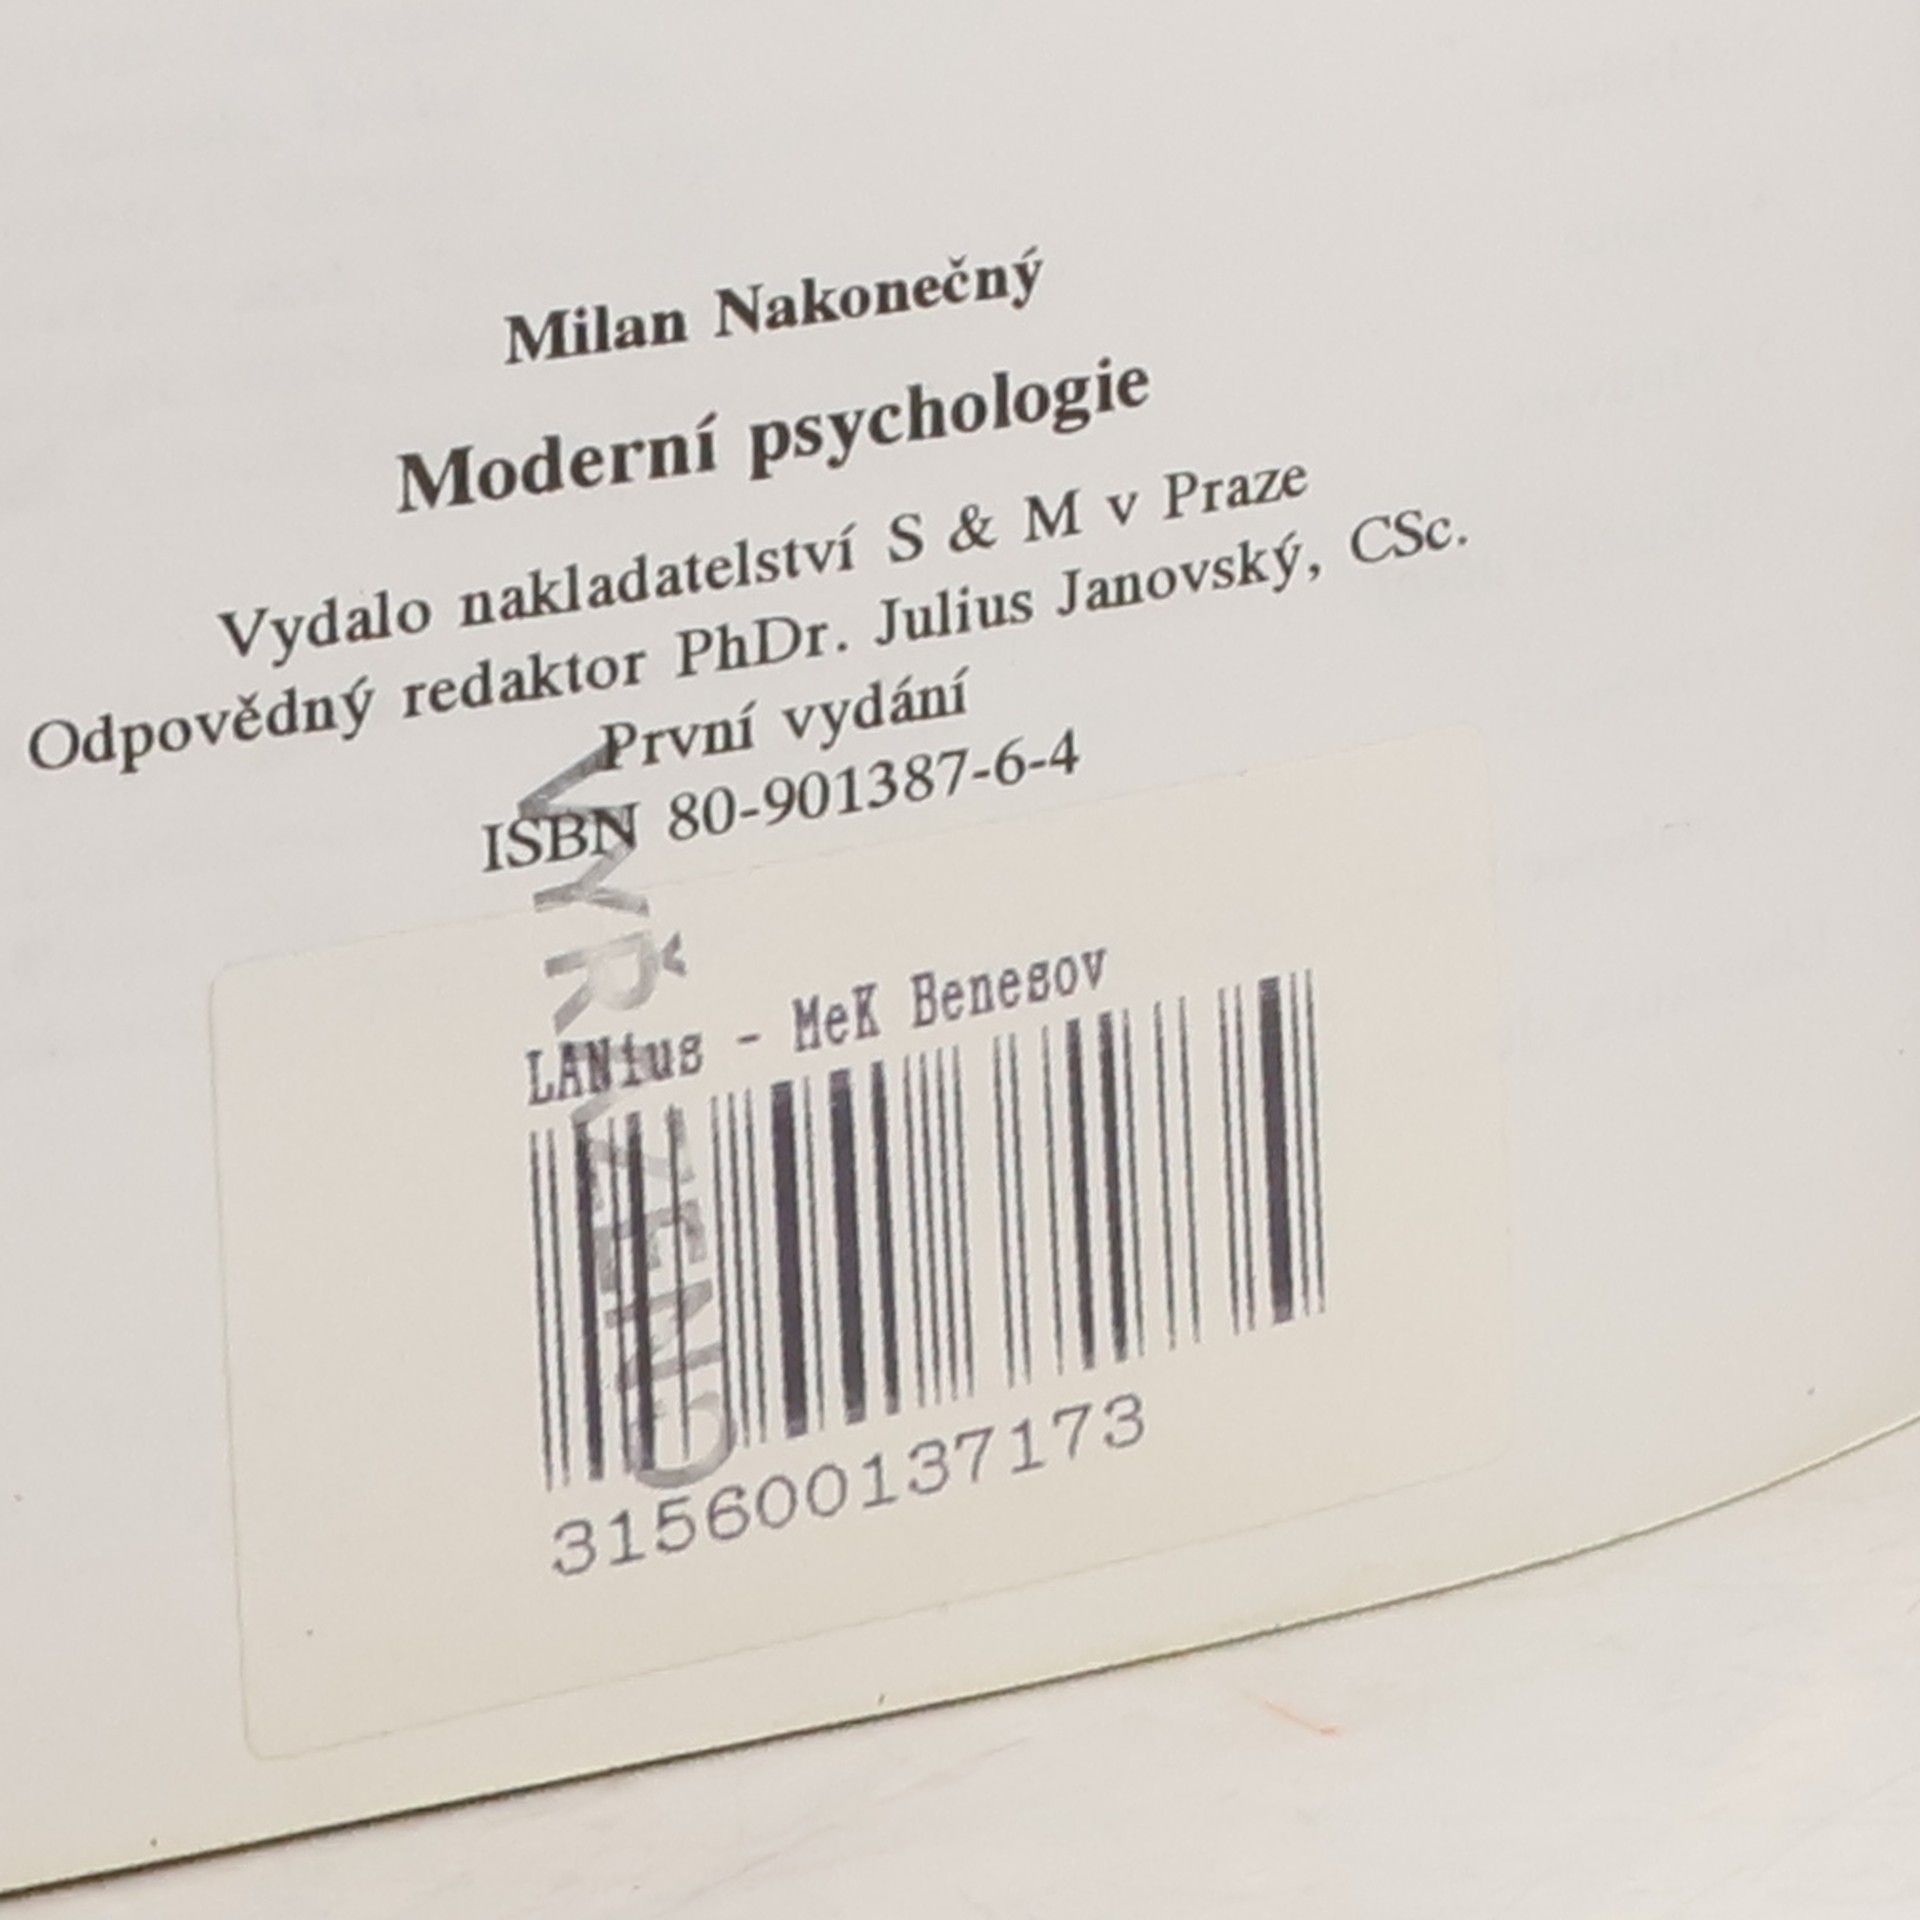 Milan Nakonečný
Moderní psychologie
Vydalo nakladatelství S & M v Praze
Odpovědný redaktor PhDr. Julius Janovský, CSc.
První vydání
ISBN 80-901387-6-4
VYŘAZENO
LANius - MeK Benesov
315600137173